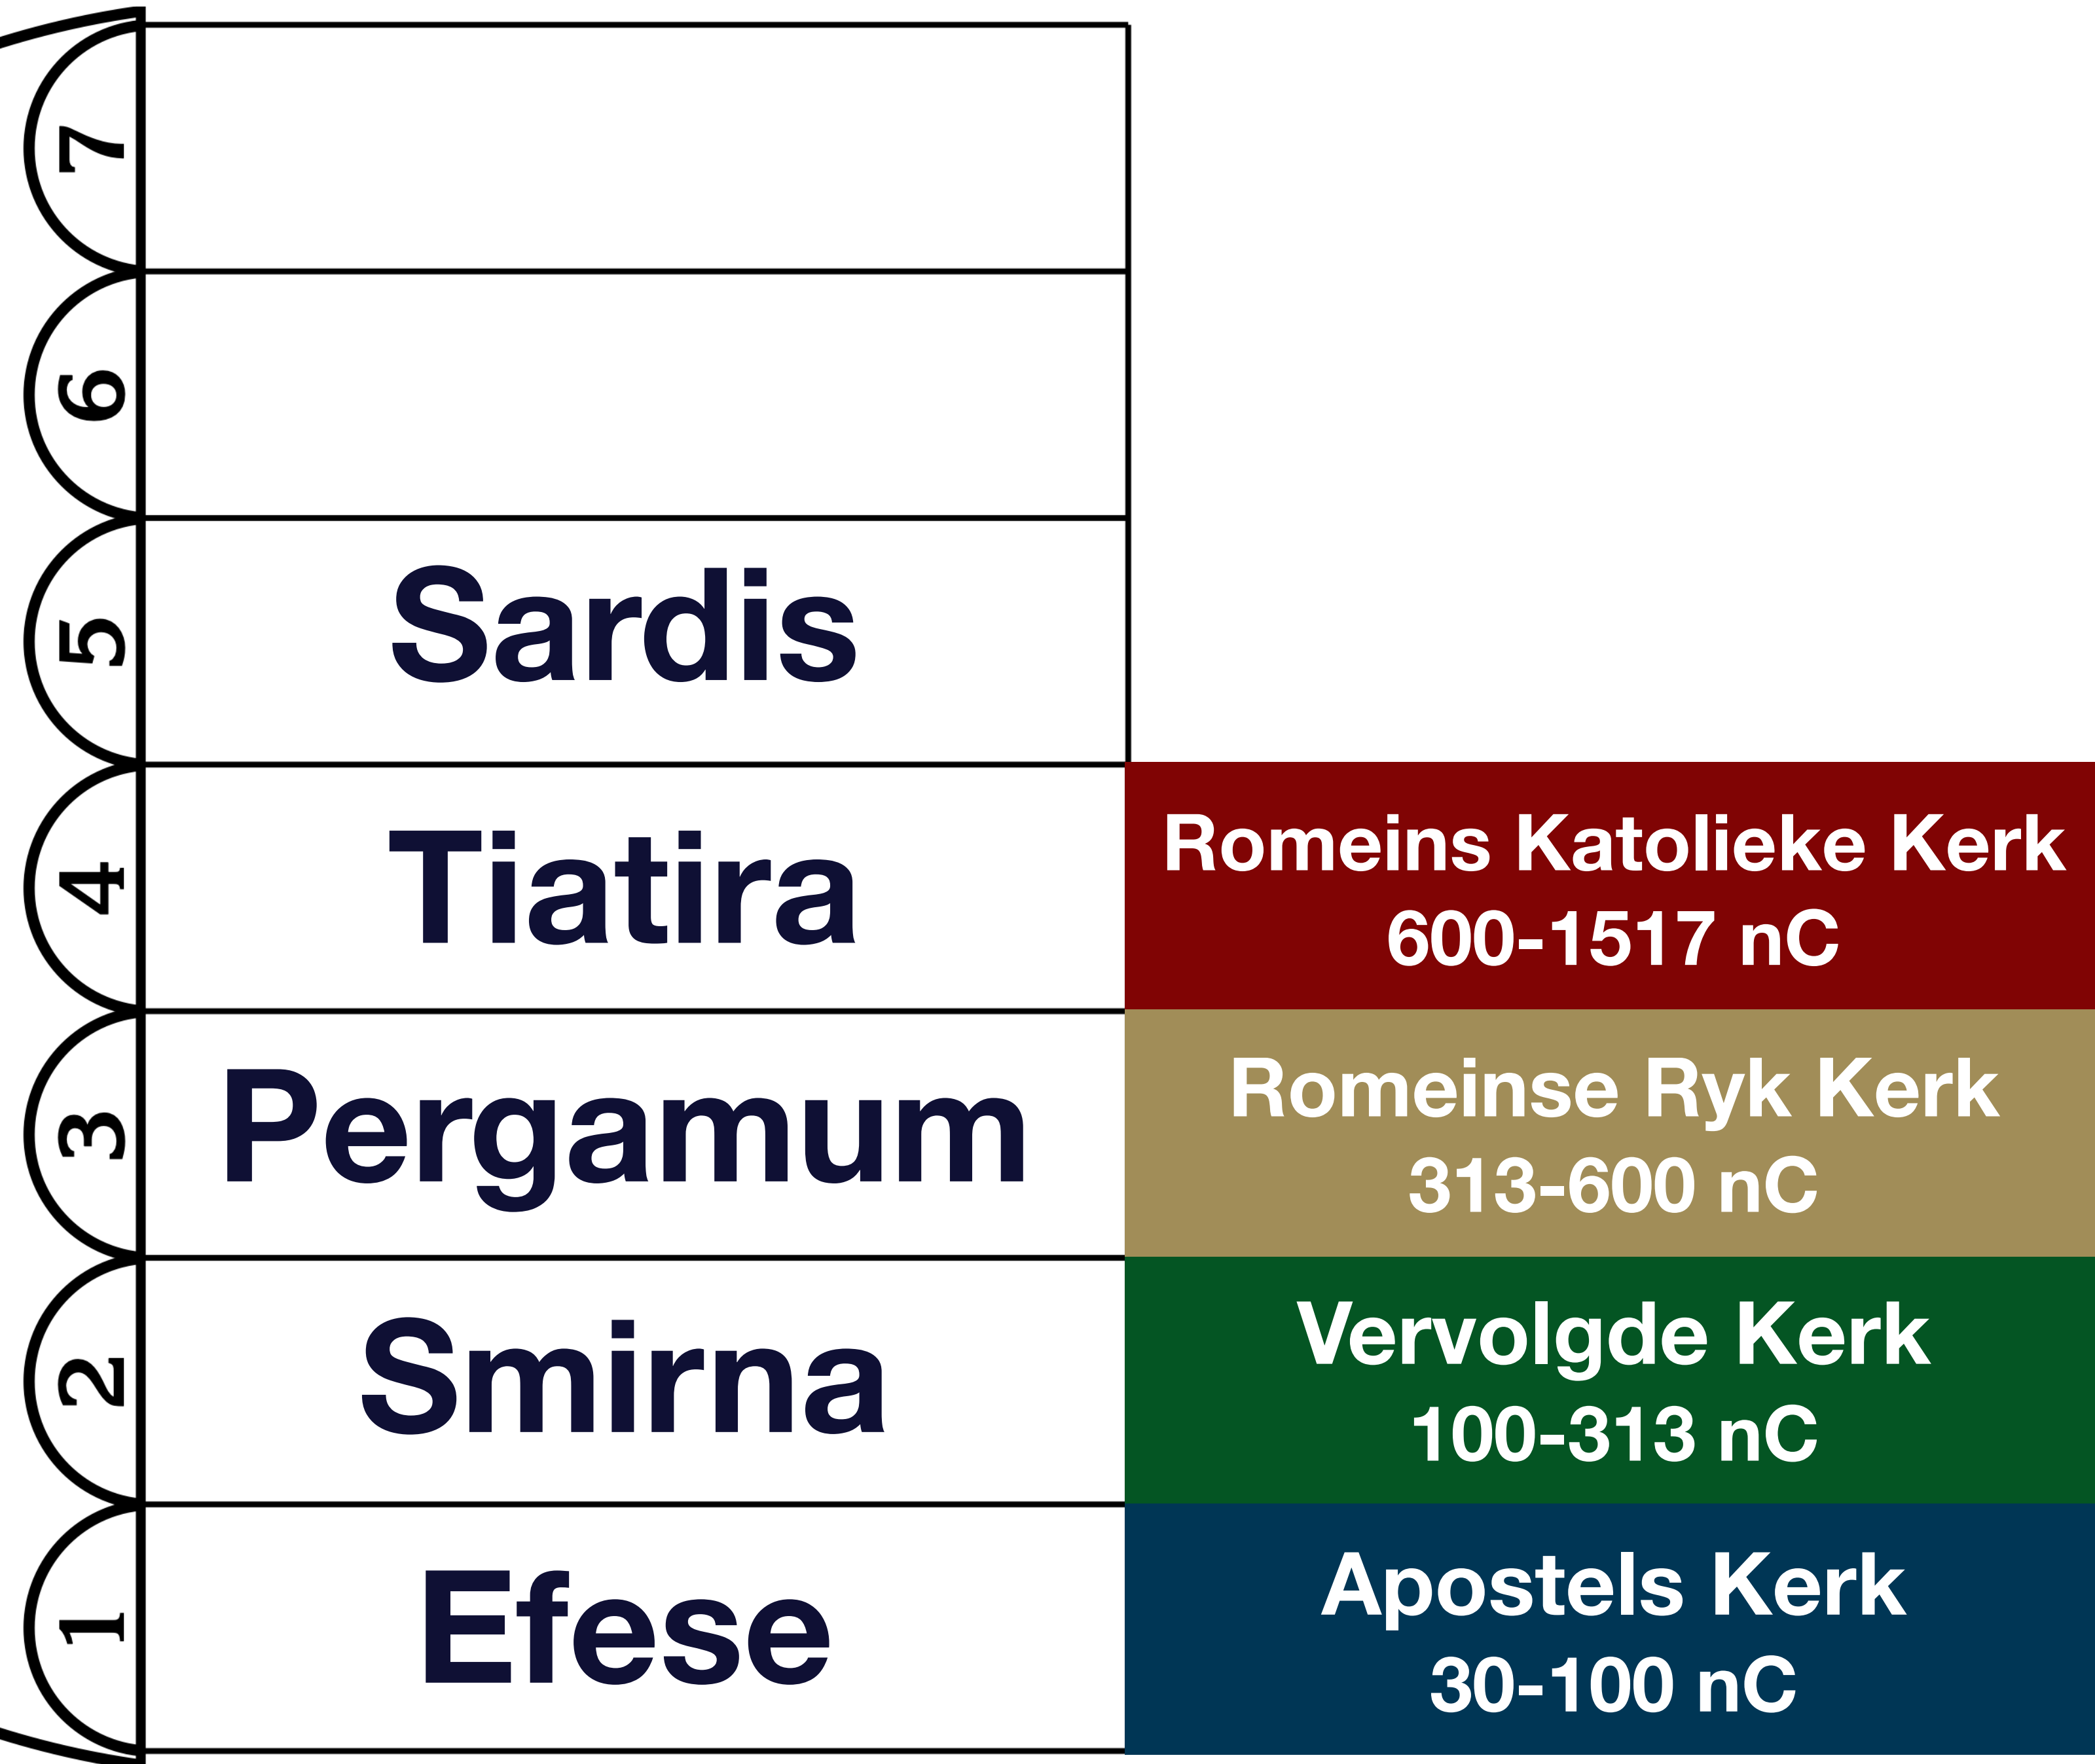 7
6
5
Sardis
4
Tiatira
Romeins Katolieke Kerk
600-1517 nC
3
Pergamum
Romeinse Ryk Kerk
313-600 nC
2
Smirna
Vervolgde Kerk
100-313 nC
1
Efese
Apostels Kerk
30-100 nC